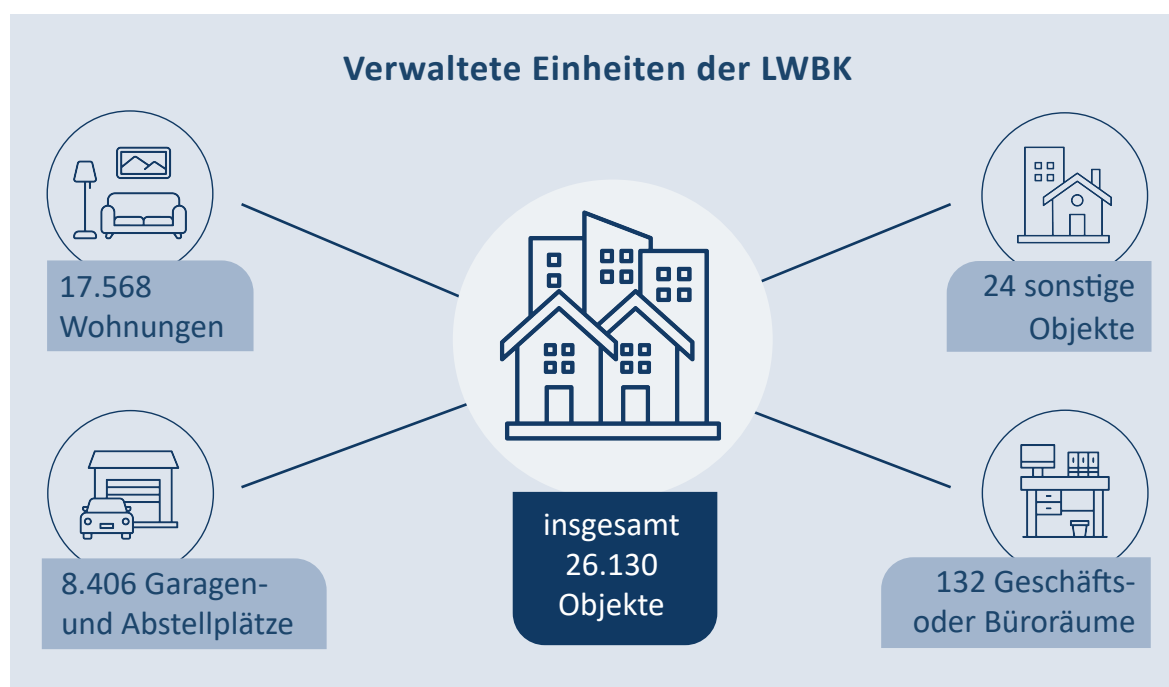 Verwaltete Einheiten der LWBK
17.568
Wohnungen
24 sonstige
Objekte
8.406 Garagen-
und Abstellplätze
insgesamt
26.130
Objekte
132 Geschäfts-
oder Büroräume